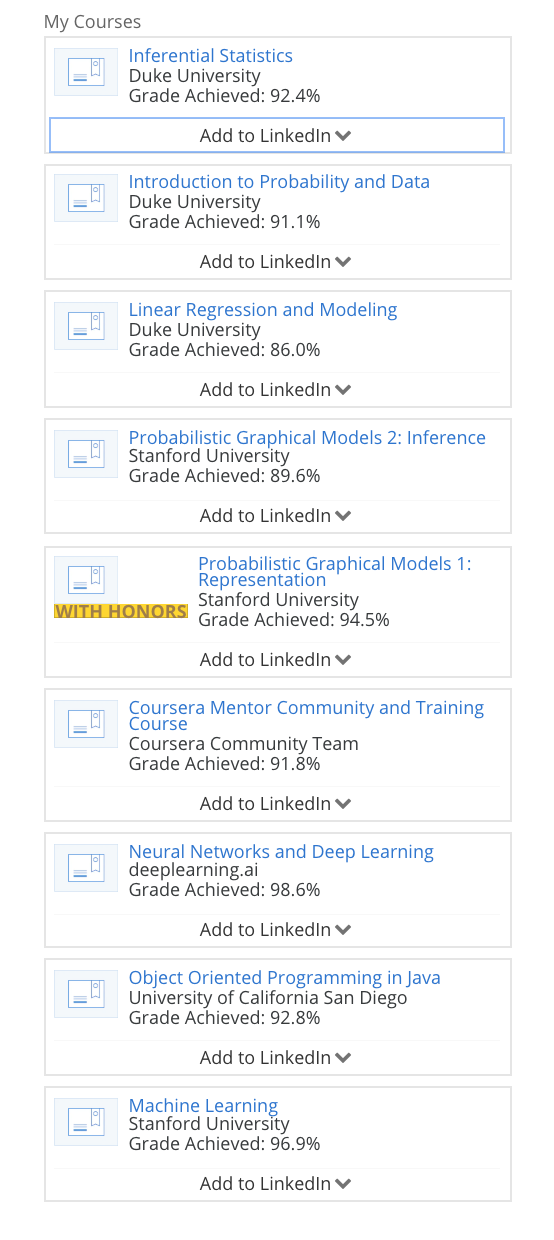 My Courses
Inferential Statistics
Duke University
Grade Achieved: 92.4%
Add to LinkedIn
Introduction to Probability and Data
Duke University
Grade Achieved: 91.1%
Add to LinkedIn
Linear Regression and Modeling
Duke University
Grade Achieved: 86.0%
Add to LinkedIn
Probabilistic Graphical Models 2: Inference
Stanford University
Grade Achieved: 89.6%
Add to LinkedIn
WITH HONORS
Probabilistic Graphical Models 1:
Representation
Stanford University
Grade Achieved: 94.5%
Add to LinkedIn
Coursera Mentor Community and Training
Course
Coursera Community Team
Grade Achieved: 91.8%
Add to LinkedIn
Neural Networks and Deep Learning
deeplearning.ai
Grade Achieved: 98.6%
Add to LinkedIn
Object Oriented Programming in Java
University of California San Diego
Grade Achieved: 92.8%
Add to LinkedIn
Machine Learning
Stanford University
Grade Achieved: 96.9%
Add to LinkedIn